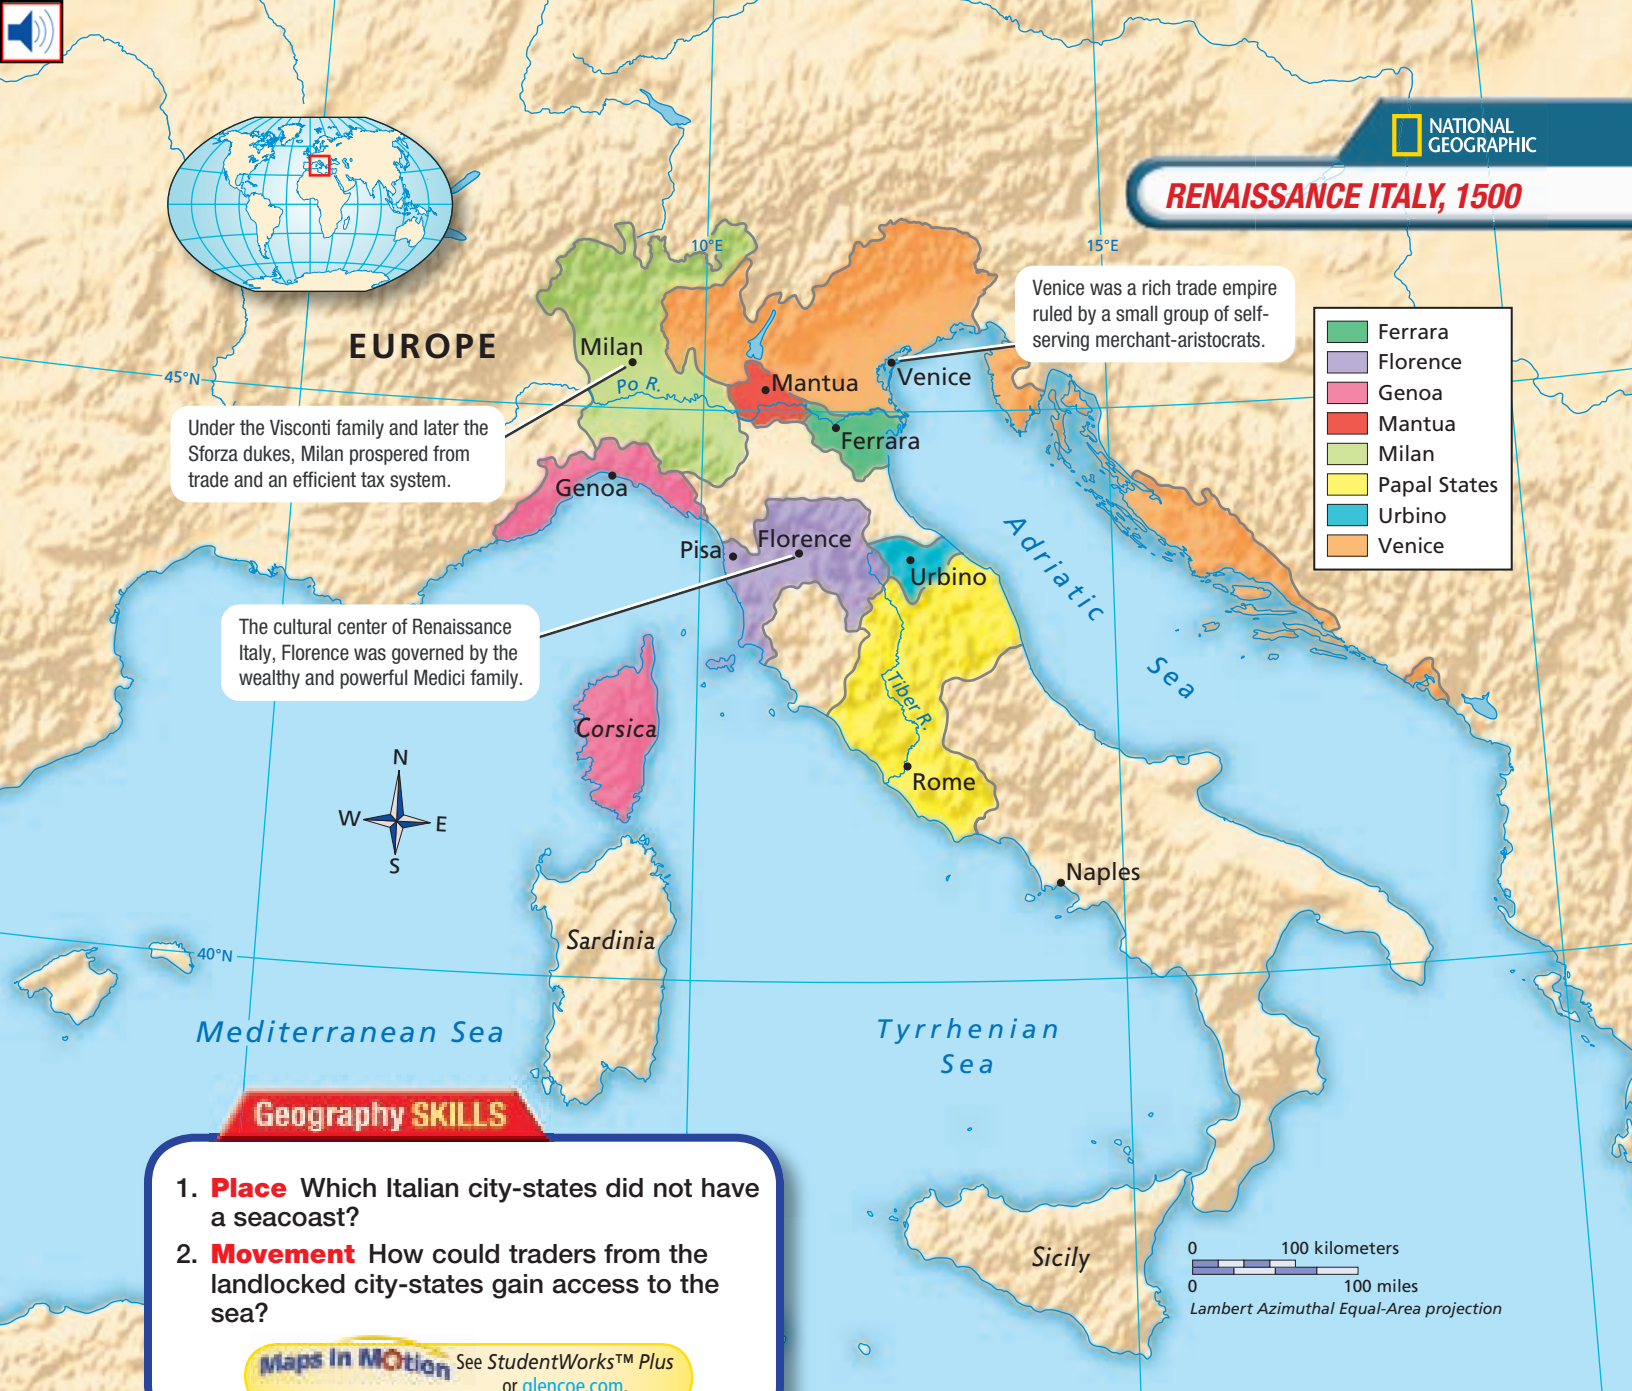 NATIONAL
GEOGRAPHIC
RENAISSANCE ITALY, 1500
10°E
15°E
Venice was a rich trade empire
ruled by a small group of self-
serving merchant-aristocrats.
Ferrara
Florence
Genoa
Mantua
Milan
Papal States
Urbino
Venice
EUROPE
45°N
Milan
Po R.
Mantua
Venice
Ferrara
Under the Visconti family and later the
Sforza dukes, Milan prospered from
trade and an efficient tax system.
Genoa
Pisa
Florence
Urbino
Adriatic
Sea
The cultural center of Renaissance
Italy, Florence was governed by the
wealthy and powerful Medici family.
Tiber R.
Corsica
Rome
N
W
E
S
Naples
Sardinia
40°N
Mediterranean Sea
Tyrrhenian
Sea
Sicily
0
100 kilometers
0
100 miles
Lambert Azimuthal Equal-Area projection
Geography SKILLS
1. Place Which Italian city-states did not have
a seacoast?
2. Movement How could traders from the
landlocked city-states gain access to the
sea?
Maps In Motion See StudentWorks™ Plus
or glencoe.com.